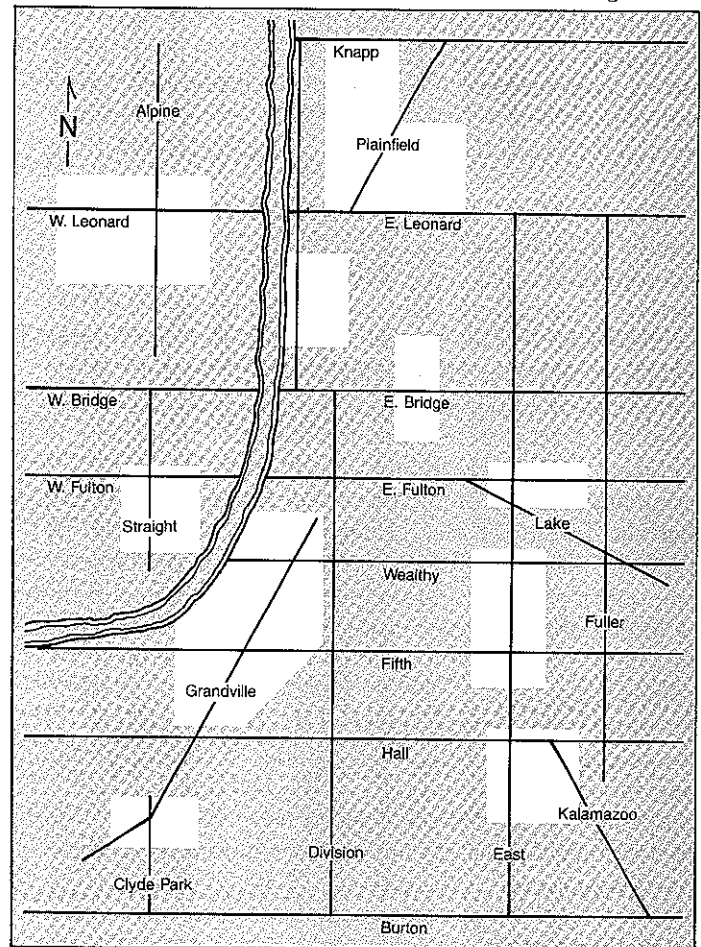 Knapp
Alpine
N
Plainfield
W. Leonard
E. Leonard
W. Bridge
E. Bridge
W. Fulton
E. Fulton
Straight
Lake
Wealthy
Fuller
Fifth
Grandville
Hall
Kalamazoo
Division
East
Clyde Park
Burton